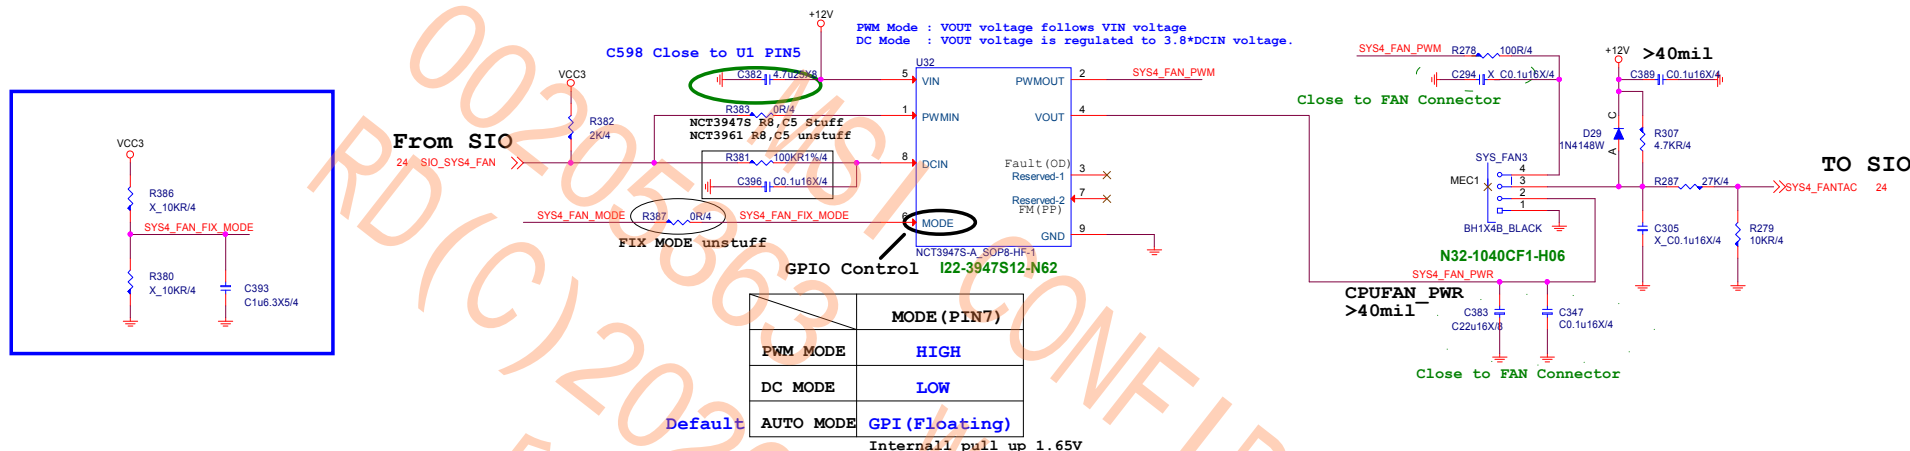 +12V
PWM Mode : VOUT voltage follows VIN voltage
DC Mode : VOUT voltage is regulated to 3.8*DCIN voltage.
C598 Close to U1 PIN5
VCC3
C382 4.7u25X8
U32
5 VIN
PWMOUT 2 SYS4_FAN_PWM
R383 0R/4
NCT3947S R8,C5 Stuff
NCT3961 R8,C5 unstuff
1 PWMIN
VOUT 4
R382
2K/4
From SIO
24 SIO_SYS4_FAN
R381 100KR1%/4
8 DCIN
Fault(OD)
Reserved-1 3
C396 C0.1u16X/4
Reserved-2 7
FM(PP)
SYS4_FAN_MODE R387 0R/4 SYS4_FAN_FIX_MODE
6 MODE
GND 9
FIX MODE unstuff
NCT3947S-A_SOP8-HF-1
GPIO Control
I22-3947S12-N62
VCC3
R386
X_10KR/4
SYS4_FAN_FIX_MODE
R380
X_10KR/4
C393
C1u6.3X5/4
MODE(PIN7)
PWM MODE HIGH
DC MODE LOW
Default AUTO MODE GPI(Floating)
Internall pull up 1.65V
SYS4_FAN_PWM R278 100R/4
C294 X_C0.1u16X/4
Close to FAN Connector
+12V
>40mil
C389 C0.1u16X/4
D29
1N4148W
C
A
R307
4.7KR/4
SYS_FAN3
MEC1
4
3
2
1
BH1X4B_BLACK
N32-1040CF1-H06
R287 27K/4
TO SIO
SYS4_FANTAC 24
C305
X_C0.1u16X/4
R279
10KR/4
SYS4_FAN_PWR
CPUFAN_PWR
>40mil
C383
C22u16X/8
C347
C0.1u16X/4
Close to FAN Connector
00205363
MSI CONFI
RD(C)202